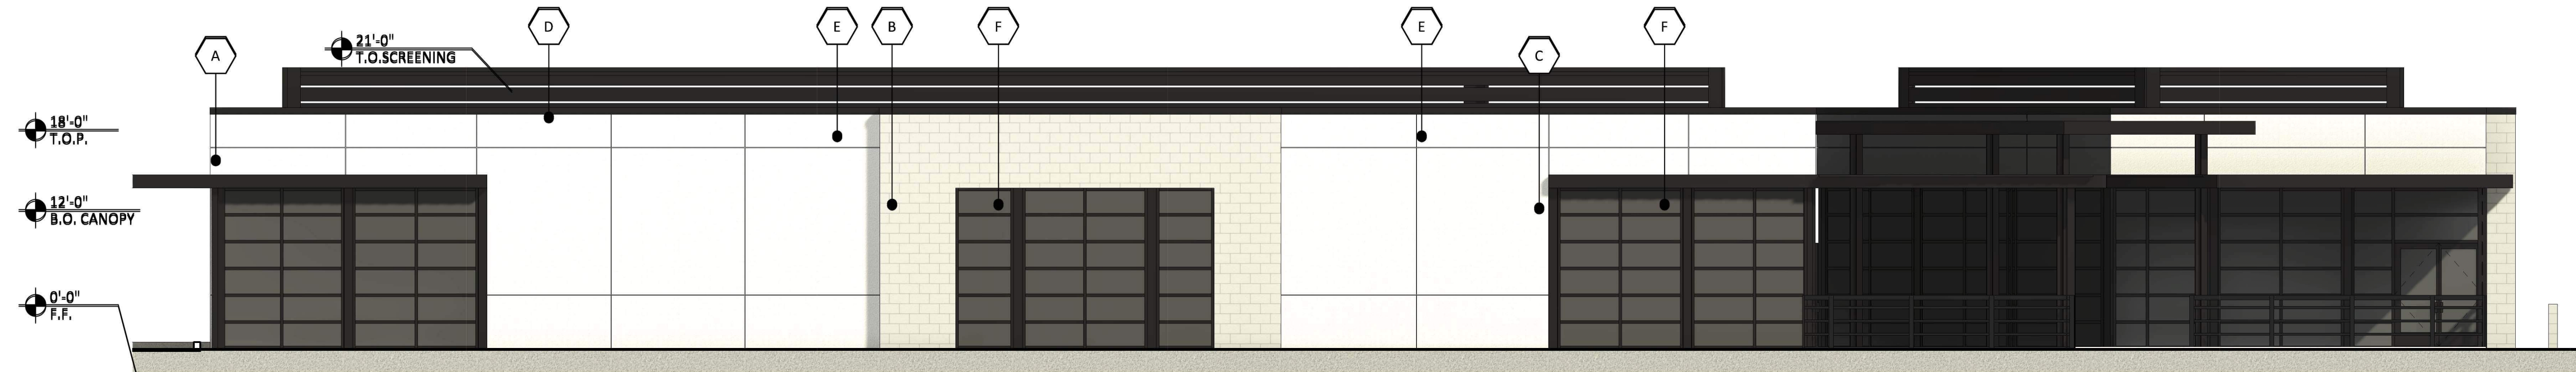 D
E
B
F
E
F
A
21'-0"
T.O.SCREENING
C
18'-0"
T.O.P.
12'-0"
B.O. CANOPY
0'-0"
F.F.